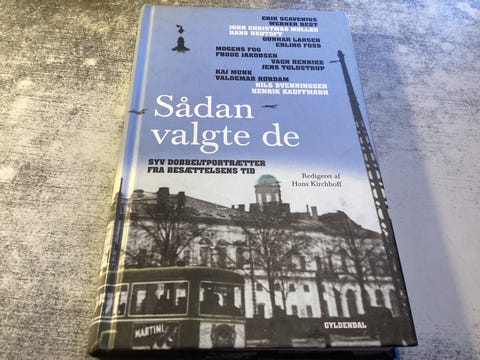 ERIK SCAVENIUS
WERNER BEST
JOHN CHRISTMAS MØLLER
HANS HEDTOFT
GUNNAR LARSEN
ERLING FOSS
MOGENS FOG
FRODE JAKOBSEN
VAGN BENNIKE
JENS TOLDSTRUP
KAJ MUNK
VALDEMAR RØRDAM
NILS SVENNINGSEN
HENRIK KAUFFMANN
Sådan
valgte de
SYV DOBBELTPORTRÆTTER
FRA BESÆTTELSENS TID
Redigeret af
Hans Kirchhoff
MARTINI
GYLDENDAL